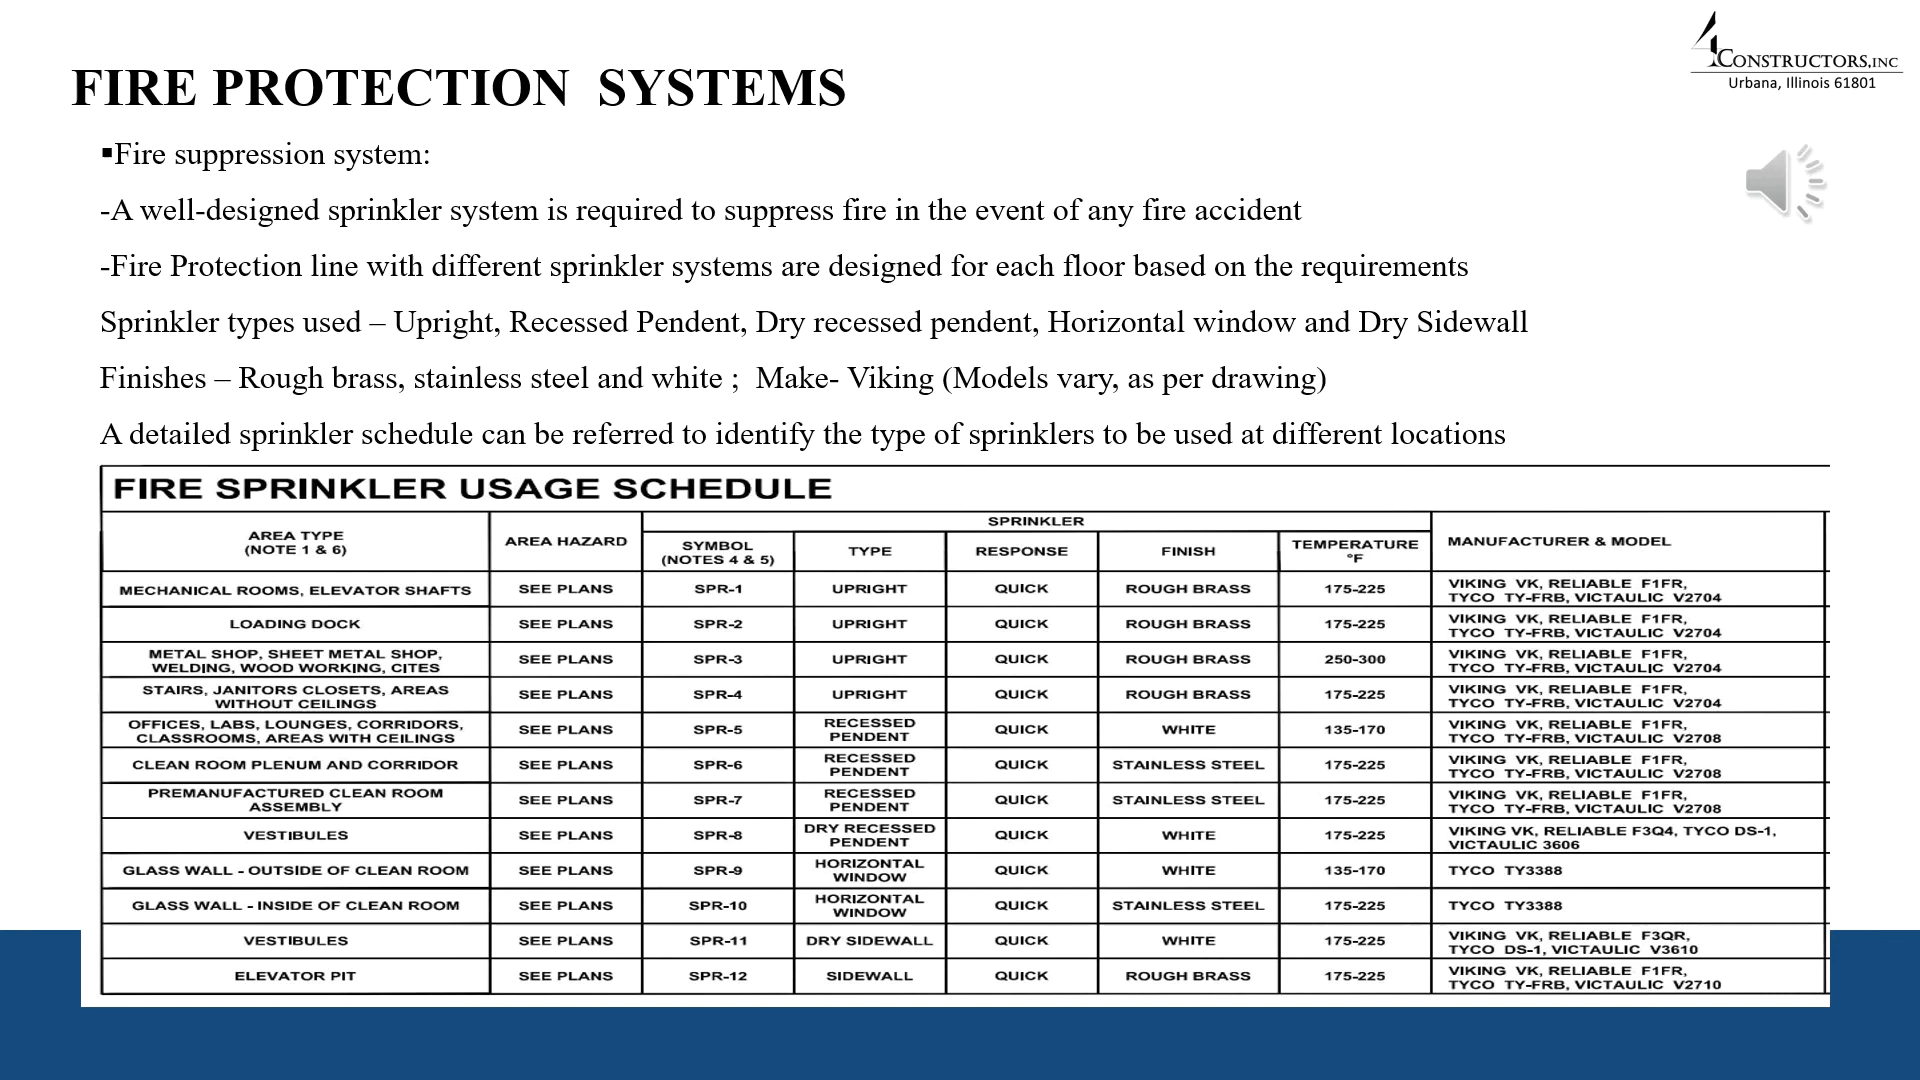 4 CONSTRUCTORS, INC
Urbana, Illinois 61801
FIRE PROTECTION SYSTEMS
▪Fire suppression system:
-A well-designed sprinkler system is required to suppress fire in the event of any fire accident
-Fire Protection line with different sprinkler systems are designed for each floor based on the requirements
Sprinkler types used – Upright, Recessed Pendent, Dry recessed pendent, Horizontal window and Dry Sidewall
Finishes – Rough brass, stainless steel and white ; Make- Viking (Models vary, as per drawing)
A detailed sprinkler schedule can be referred to identify the type of sprinklers to be used at different locations
FIRE SPRINKLER USAGE SCHEDULE
AREA TYPE
(NOTE 1 & 6)
AREA HAZARD
SPRINKLER
SYMBOL
(NOTES 4 & 5)
TYPE
RESPONSE
FINISH
TEMPERATURE
°F
MANUFACTURER & MODEL
MECHANICAL ROOMS, ELEVATOR SHAFTS
SEE PLANS
SPR-1
UPRIGHT
QUICK
ROUGH BRASS
175-225
VIKING VK, RELIABLE F1FR,
TYCO TY-FRB, VICTAULIC V2704
LOADING DOCK
SEE PLANS
SPR-2
UPRIGHT
QUICK
ROUGH BRASS
175-225
VIKING VK, RELIABLE F1FR,
TYCO TY-FRB, VICTAULIC V2704
METAL SHOP, SHEET METAL SHOP,
WELDING, WOOD WORKING, CITES
SEE PLANS
SPR-3
UPRIGHT
QUICK
ROUGH BRASS
250-300
VIKING VK, RELIABLE F1FR,
TYCO TY-FRB, VICTAULIC V2704
STAIRS, JANITORS CLOSETS, AREAS
WITHOUT CEILINGS
SEE PLANS
SPR-4
UPRIGHT
QUICK
ROUGH BRASS
175-225
VIKING VK, RELIABLE F1FR,
TYCO TY-FRB, VICTAULIC V2704
OFFICES, LABS, LOUNGES, CORRIDORS,
CLASSROOMS, AREAS WITH CEILINGS
SEE PLANS
SPR-5
RECESSED
PENDENT
QUICK
WHITE
135-170
VIKING VK, RELIABLE F1FR,
TYCO TY-FRB, VICTAULIC V2708
CLEAN ROOM PLENUM AND CORRIDOR
SEE PLANS
SPR-6
RECESSED
PENDENT
QUICK
STAINLESS STEEL
175-225
VIKING VK, RELIABLE F1FR,
TYCO TY-FRB, VICTAULIC V2708
PREMANUFACTURED CLEAN ROOM
ASSEMBLY
SEE PLANS
SPR-7
RECESSED
PENDENT
QUICK
STAINLESS STEEL
175-225
VIKING VK, RELIABLE F1FR,
TYCO TY-FRB, VICTAULIC V2708
VESTIBULES
SEE PLANS
SPR-8
DRY RECESSED
PENDENT
QUICK
WHITE
175-225
VIKING VK, RELIABLE F3Q4, TYCO DS-1,
VICTAULIC 3606
GLASS WALL - OUTSIDE OF CLEAN ROOM
SEE PLANS
SPR-9
HORIZONTAL
WINDOW
QUICK
WHITE
135-170
TYCO TY3388
GLASS WALL - INSIDE OF CLEAN ROOM
SEE PLANS
SPR-10
HORIZONTAL
WINDOW
QUICK
STAINLESS STEEL
175-225
TYCO TY3388
VESTIBULES
SEE PLANS
SPR-11
DRY SIDEWALL
QUICK
WHITE
175-225
VIKING VK, RELIABLE F3QR,
TYCO DS-1, VICTAULIC V3610
ELEVATOR PIT
SEE PLANS
SPR-12
SIDEWALL
QUICK
ROUGH BRASS
175-225
VIKING VK, RELIABLE F1FR,
TYCO TY-FRB, VICTAULIC V2710